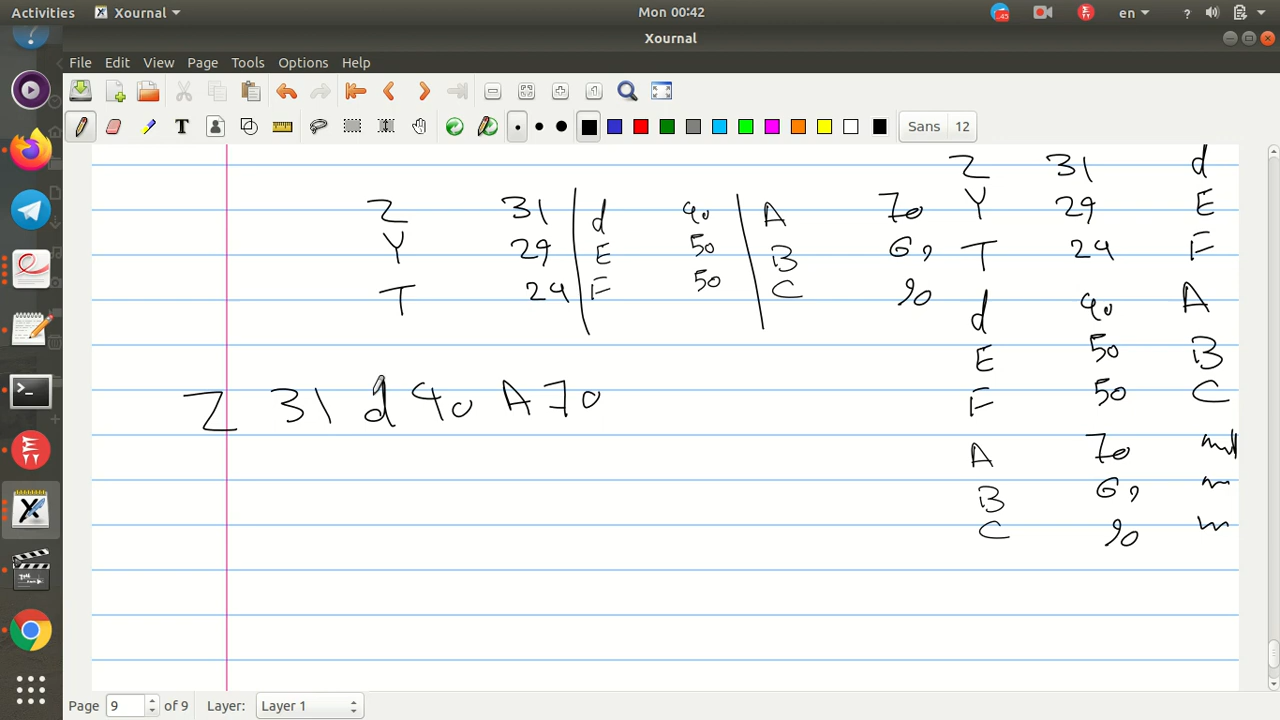 Activities Xournal Mon 00:42 en
Xournal
File Edit View Page Tools Options Help
Sans 12
Z 31 d
Z 31 d 40 A 70 Y 29 E
Y 29 E 50 B 60 T 24 F
T 24 F 50 C 90 d 40 A
E 50 B
Z 31 d 40 A 70 F 50 C
A 70
B 60
C 90
Page 9 of 9 Layer: Layer 1